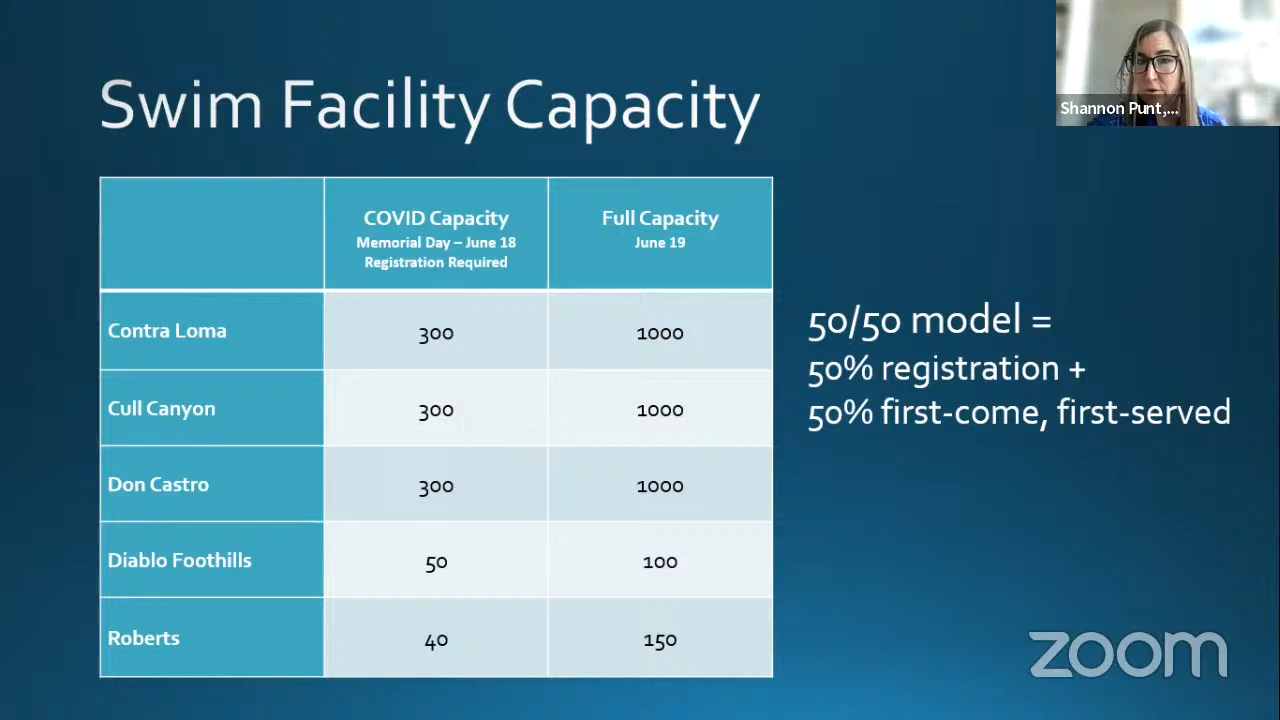 Swim Facility Capacity
Shannon Punt,...
COVID Capacity
Memorial Day – June 18
Registration Required
Full Capacity
June 19
Contra Loma
300
1000
Cull Canyon
300
1000
Don Castro
300
1000
Diablo Foothills
50
100
Roberts
40
150
50/50 model =
50% registration +
50% first-come, first-served
zoom